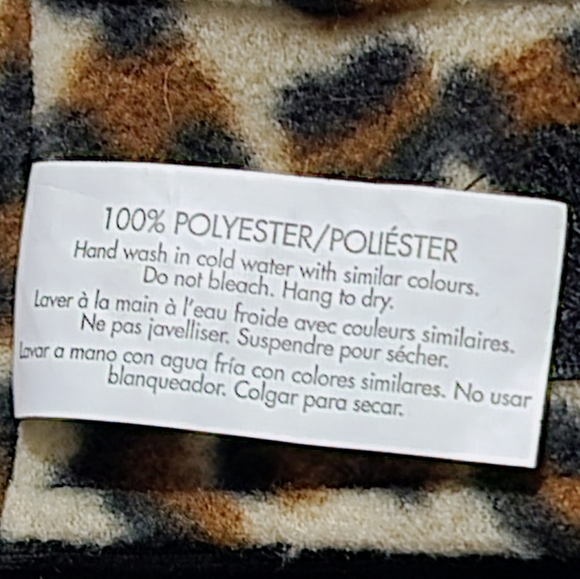 100% POLYESTER/POLIÉSTER
Hand wash in cold water with similar colours.
Do not bleach. Hang to dry.
Laver à la main à l'eau froide avec couleurs similaires.
Ne pas javelliser. Suspendre pour sécher.
Lavar a mano con agua fría con colores similares. No usar
blanqueador. Colgar para secar.